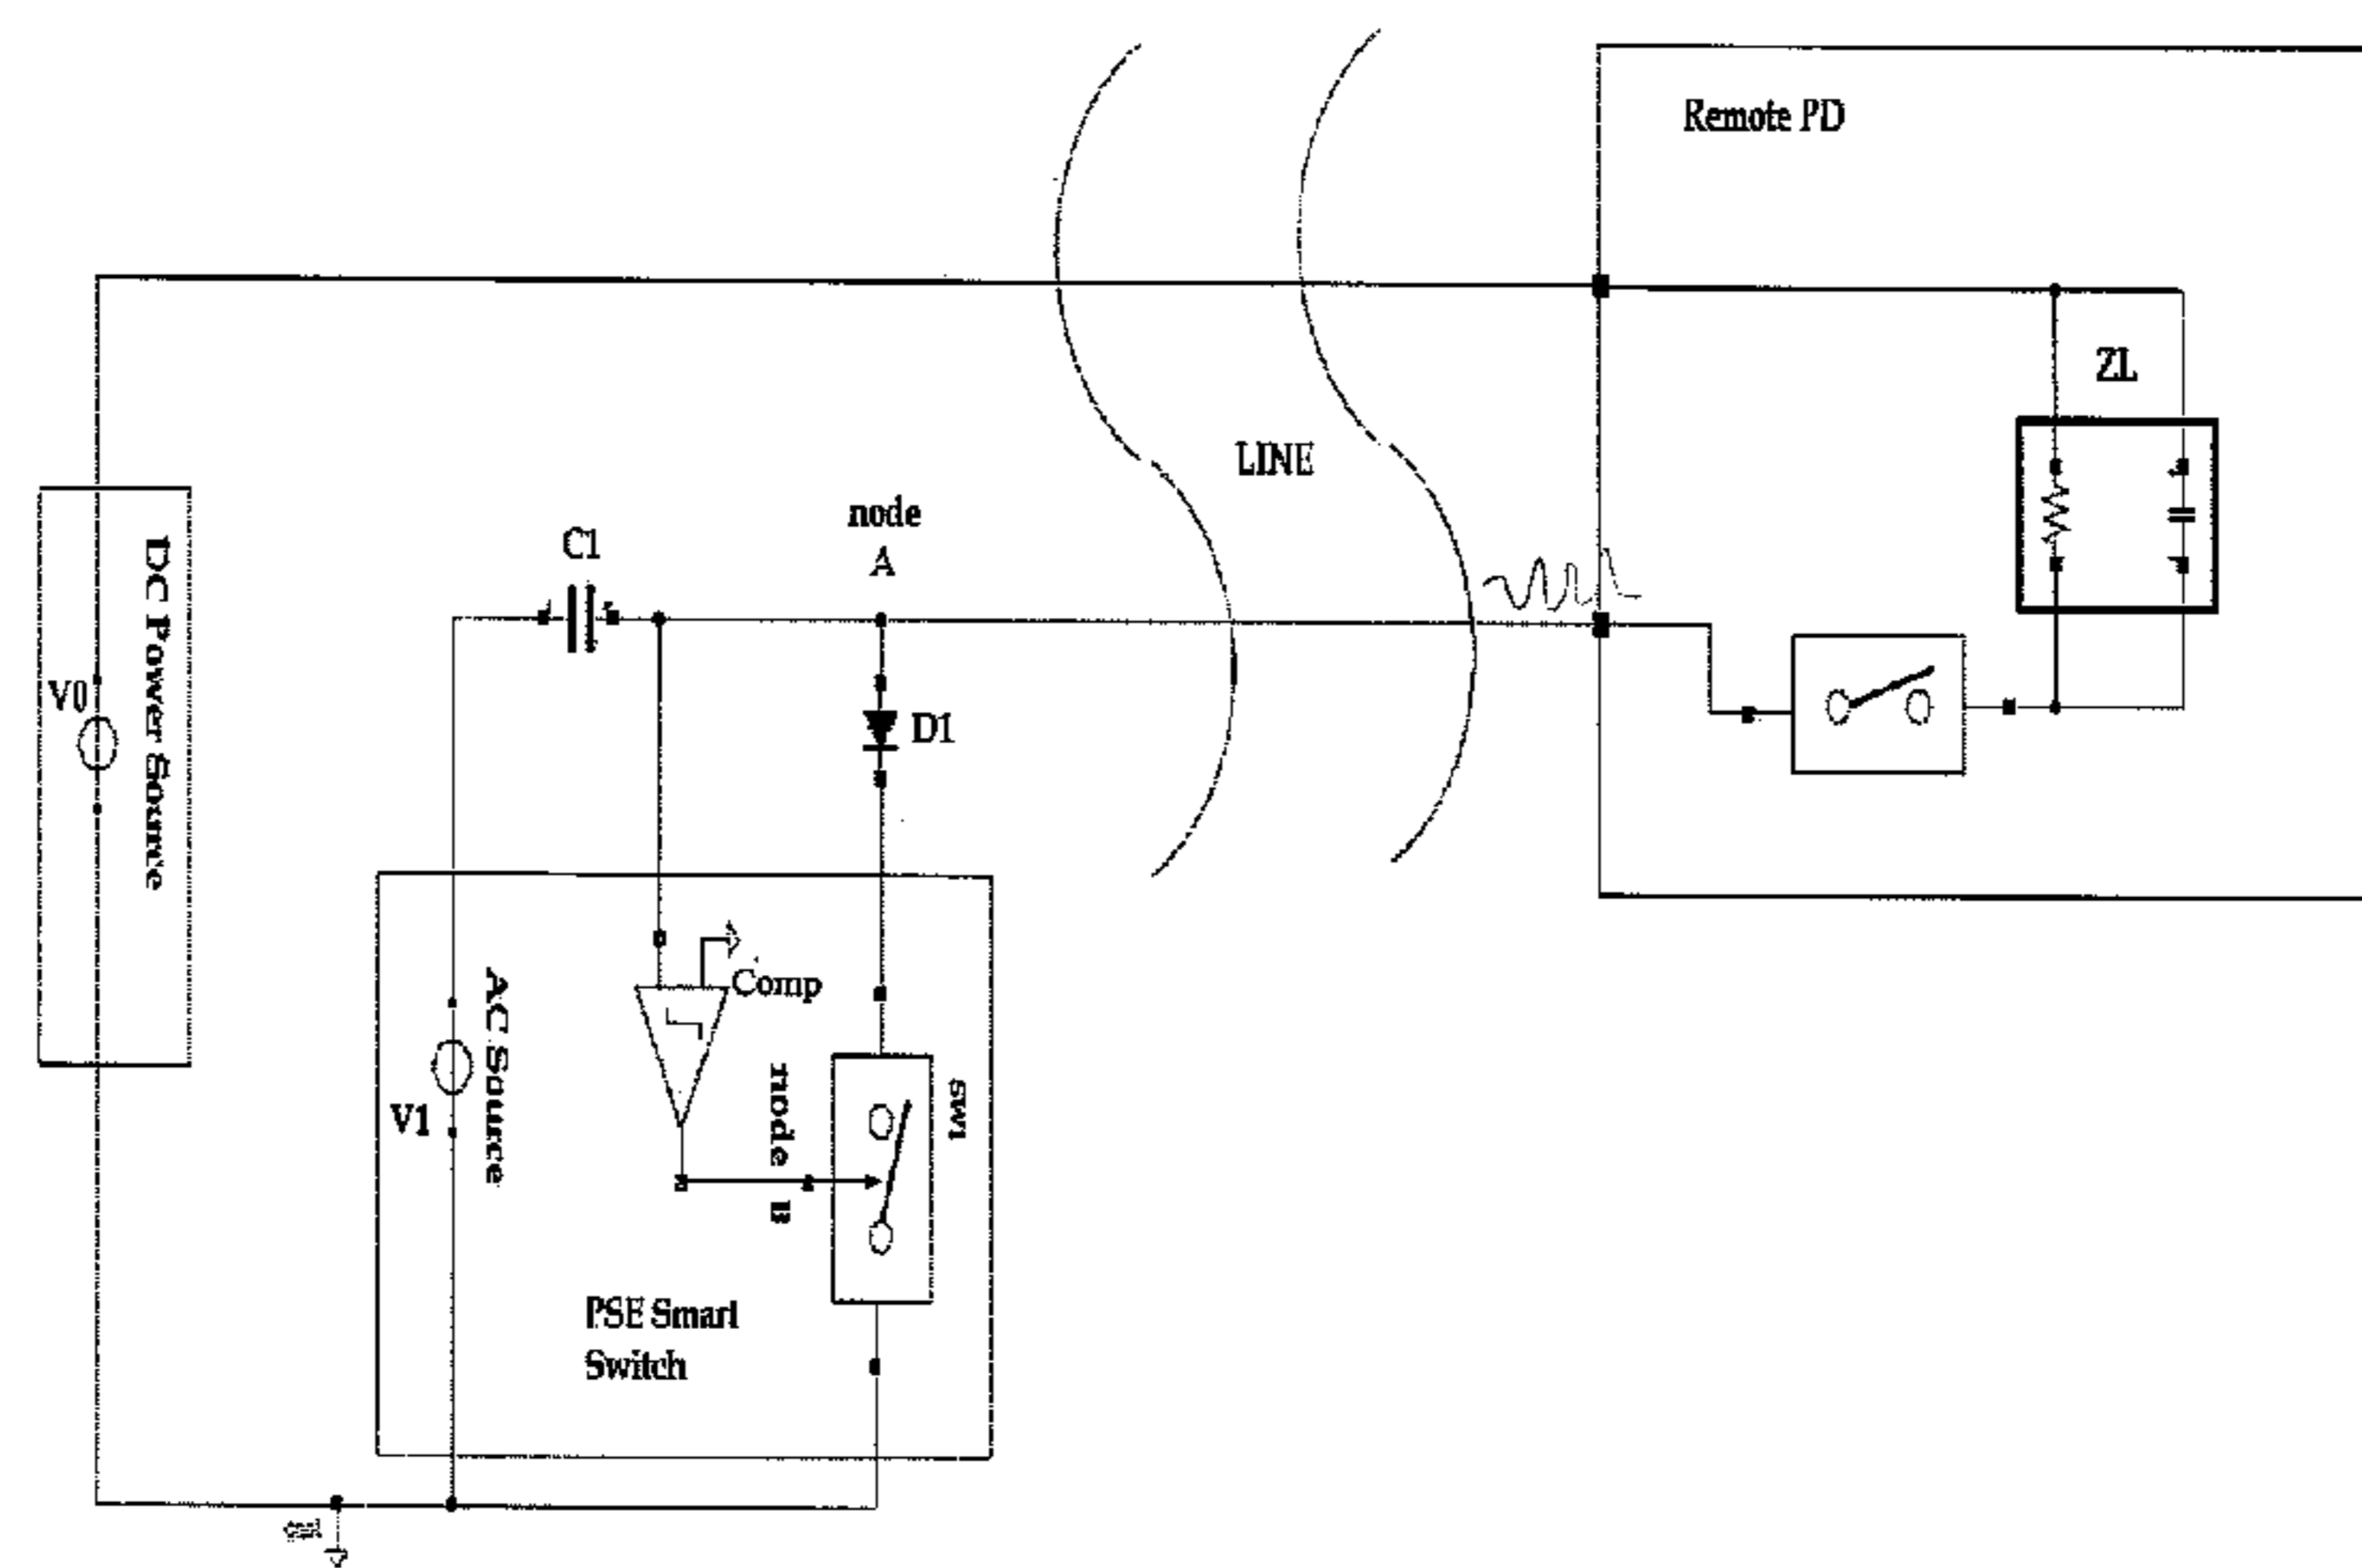 Remote PD
ZL
LINE
node
A
C1
DC Power Source
V0
D1
Comp
AC Source
V1
node B
SW1
PSE Smart
Switch
gnd